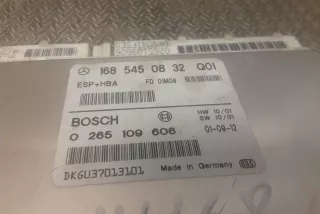 168 545 08 32 Q01
ESP+HBA
FD 01M09
BOSCH
HW 10/01
SW 10/01
0 265 109 606
01-09-12
DKGU37013101
Made in Germany